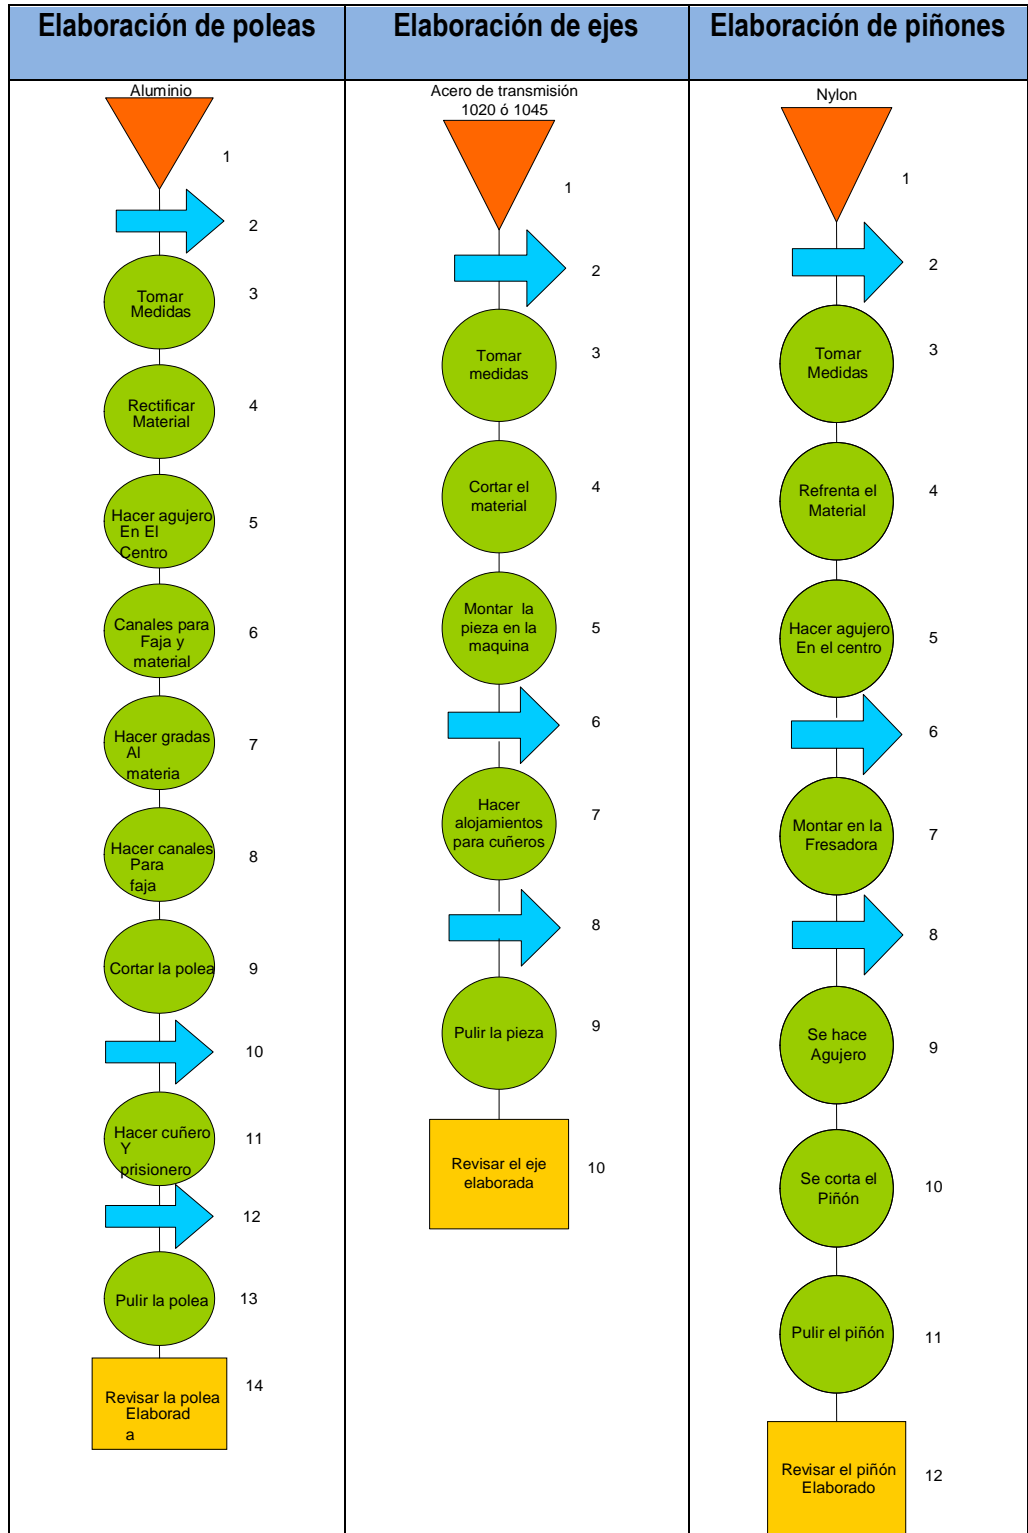 Elaboración de poleas
Aluminio
1
2
Tomar
Medidas
3
Rectificar
Material
4
Hacer agujero
En El
Centro
5
Canales para
Faja y
material
6
Hacer gradas
Al
materia
7
Hacer canales
Para
faja
8
Cortar la polea
9
10
Hacer cuñero
Y
prisionero
11
12
Pulir la polea
13
Revisar la polea
Elaborad
a
14
Elaboración de ejes
Acero de transmisión
1020 ó 1045
1
2
Tomar
medidas
3
Cortar el
material
4
Montar la
pieza en la
maquina
5
6
Hacer
alojamientos
para cuñeros
7
8
Pulir la pieza
9
Revisar el eje
elaborada
10
Elaboración de piñones
Nylon
1
2
Tomar
Medidas
3
Refrenta el
Material
4
Hacer agujero
En el centro
5
6
Montar en la
Fresadora
7
8
Se hace
Agujero
9
Se corta el
Piñón
10
Pulir el piñón
11
Revisar el piñón
Elaborado
12